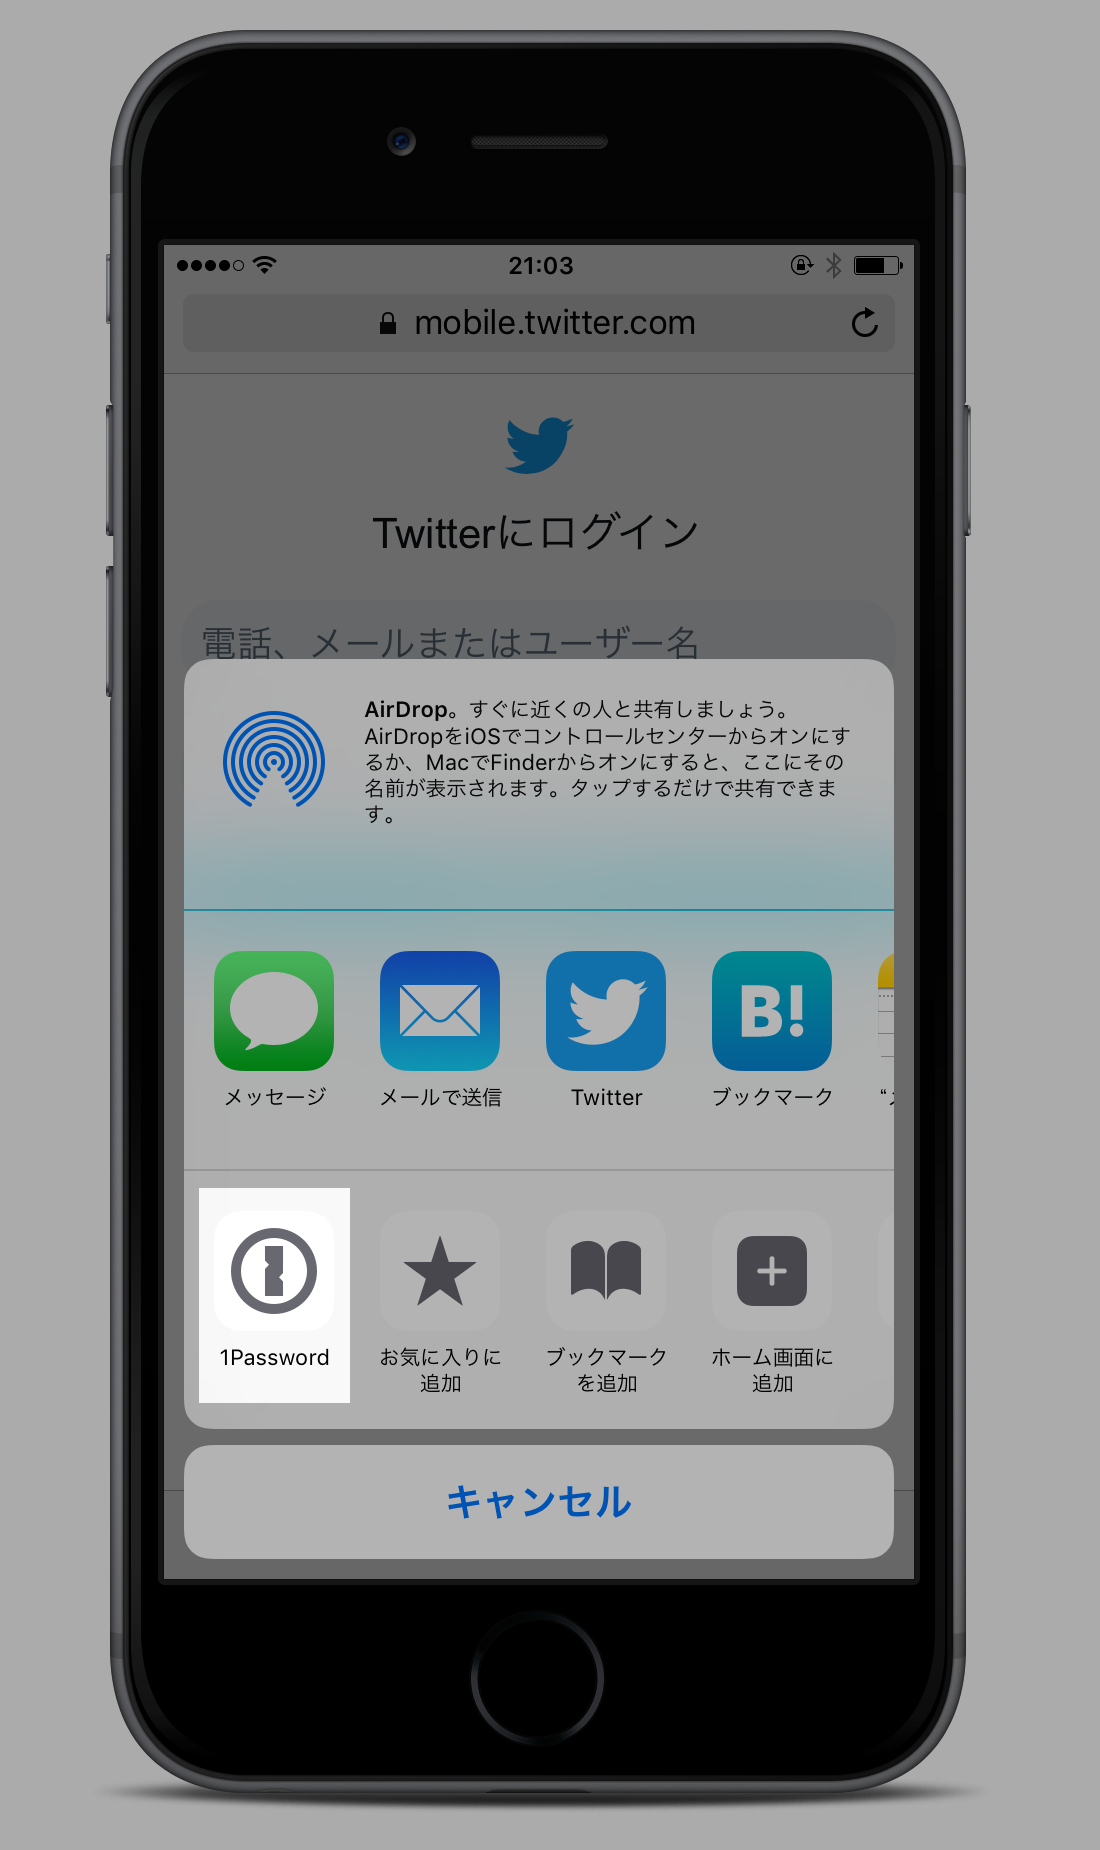 21:03
mobile.twitter.com
Twitterにログイン
電話、メールまたはユーザー名
AirDrop。すぐに近くの人と共有しましょう。
AirDropをiOSでコントロールセンターからオンにす
るか、MacでFinderからオンにすると、ここにその
名前が表示されます。タップするだけで共有できま
す。
B!
メッセージ
メールで送信
Twitter
ブックマーク
1Password
お気に入りに
追加
ブックマーク
を追加
ホーム画面に
追加
キャンセル